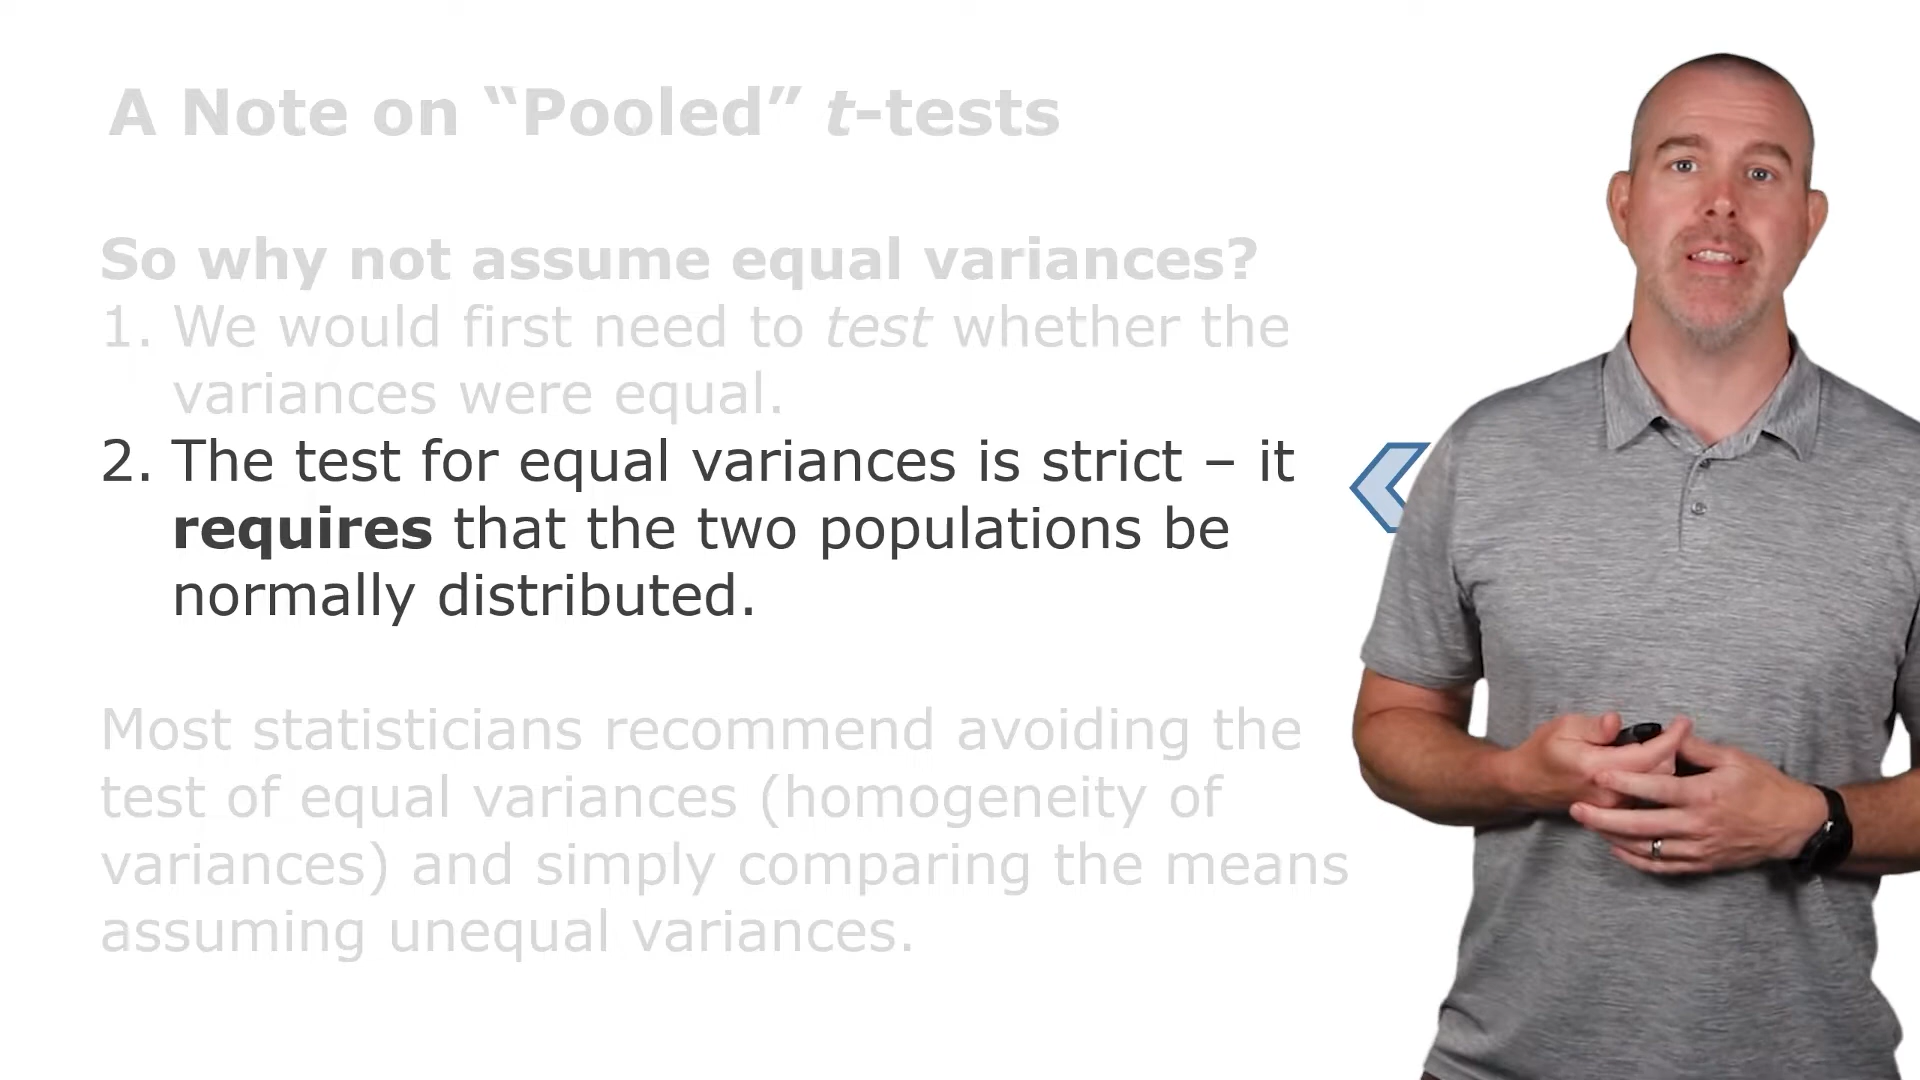 A Note on “Pooled” t-tests
So why not assume equal variances?
1. We would first need to test whether the
variances were equal.
2. The test for equal variances is strict – it
requires that the two populations be
normally distributed.
Most statisticians recommend avoiding the
test of equal variances (homogeneity of
variances) and simply comparing the means
assuming unequal variances.